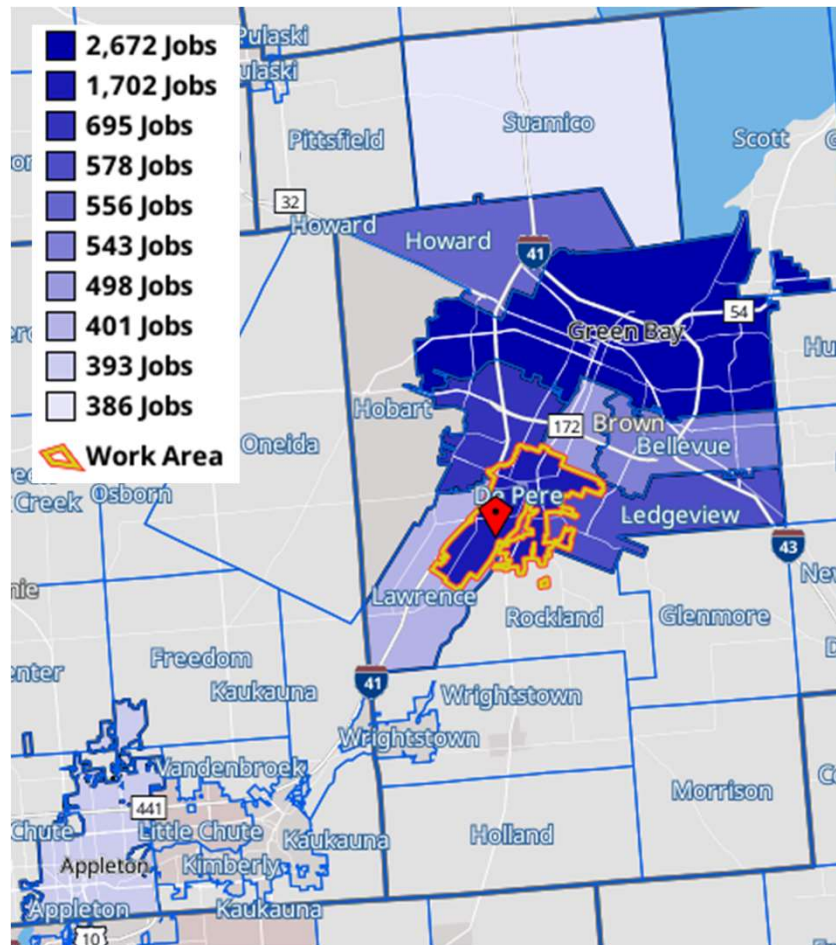 2,672 Jobs
1,702 Jobs
695 Jobs
578 Jobs
556 Jobs
543 Jobs
498 Jobs
401 Jobs
393 Jobs
386 Jobs
Work Area
Pulaski
ulaski
Pittsfield
Suamico
Scott
32
Howard
Howard
41
54
Green Bay
Hobart
172
Brown
Bellevue
Oneida
Creek
Osborn
De Pere
Ledgeview
43
Lawrence
Rockland
Glenmore
Freedom
Kaukauna
41
Wrightstown
Wrightstown
Vandenbroek
Morrison
441
Chute
Little Chute
Kaukauna
Holland
Appleton
Kimberly
Appleton
Kaukauna
10